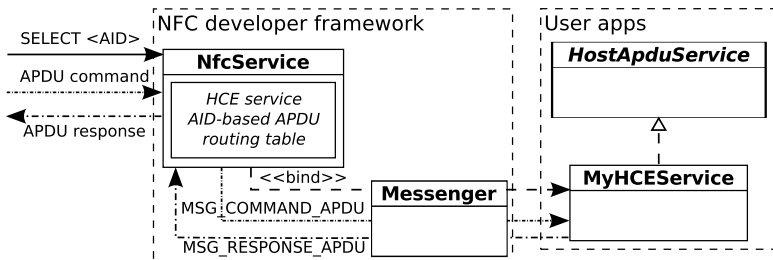 NFC developer framework
User apps
SELECT <AID>
APDU command
APDU response
NfcService
HCE service
AID-based APDU
routing table
<<bind>>
MSG_COMMAND_APDU
MSG_RESPONSE_APDU
Messenger
HostApduService
MyHCEService